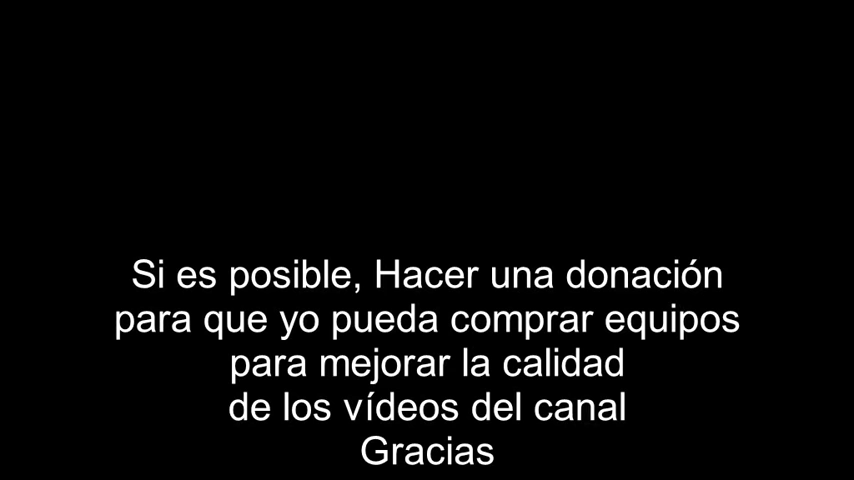 Si es posible, Hacer una donación
para que yo pueda comprar equipos
para mejorar la calidad
de los vídeos del canal
Gracias